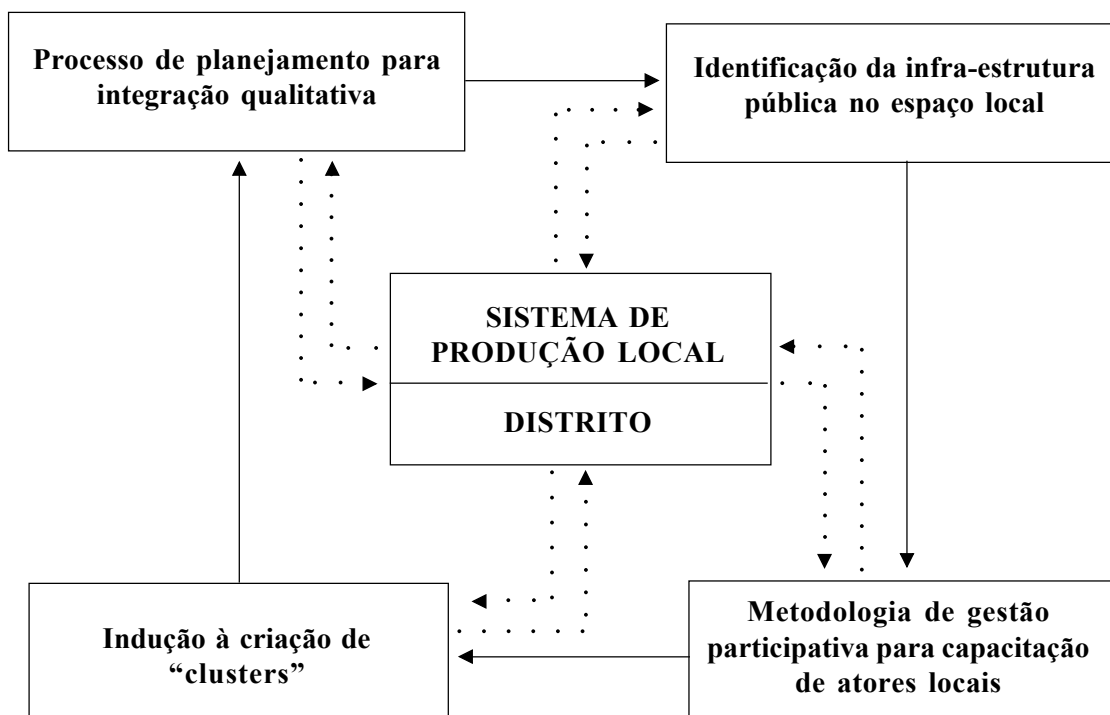 Processo de planejamento para
integração qualitativa
Identificação da infra-estrutura
pública no espaço local
SISTEMA DE
PRODUÇÃO LOCAL
DISTRITO
Indução à criação de
“clusters”
Metodologia de gestão
participativa para capacitação
de atores locais